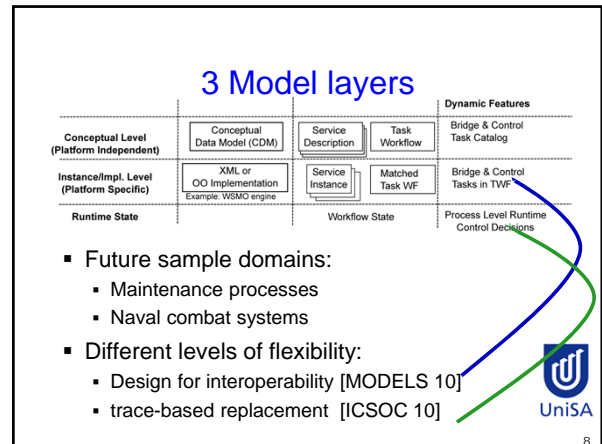 3 Model layers
Dynamic Features
Conceptual Level
(Platform Independent)
Conceptual
Data Model (CDM)
Service
Description
Task
Workflow
Bridge & Control
Task Catalog
Instance/Impl. Level
(Platform Specific)
XML or
OO Implementation
Example: WSMO engine
Service
Instance
Matched
Task WF
Bridge & Control
Tasks in TWF
Runtime State
Workflow State
Process Level Runtime
Control Decisions
▪ Future sample domains:
▪ Maintenance processes
▪ Naval combat systems
▪ Different levels of flexibility:
▪ Design for interoperability [MODELS 10]
▪ trace-based replacement [ICSOC 10]
UniSA
8